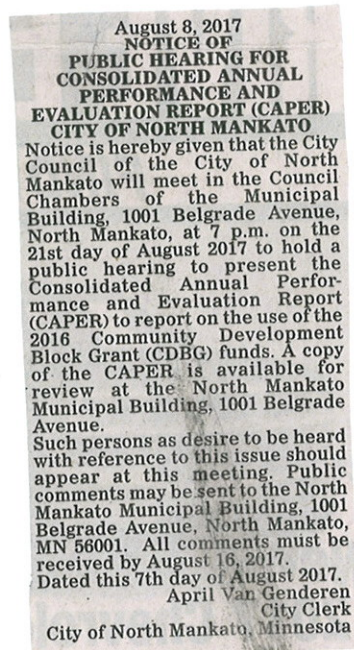 August 8, 2017
NOTICE OF
PUBLIC HEARING FOR
CONSOLIDATED ANNUAL
PERFORMANCE AND
EVALUATION REPORT (CAPER)
CITY OF NORTH MANKATO
Notice is hereby given that the City
Council of the City of North
Mankato will meet in the Council
Chambers of the Municipal
Building, 1001 Belgrade Avenue,
North Mankato, at 7 p.m. on the
21st day of August 2017 to hold a
public hearing to present the
Consolidated Annual Perfor-
mance and Evaluation Report
(CAPER) to report on the use of the
2016 Community Development
Block Grant (CDBG) funds. A copy
of the CAPER is available for
review at the North Mankato
Municipal Building, 1001 Belgrade
Avenue.
Such persons as desire to be heard
with reference to this issue should
appear at this meeting. Public
comments may be sent to the North
Mankato Municipal Building, 1001
Belgrade Avenue, North Mankato,
MN 56001. All comments must be
received by August 16, 2017.
Dated this 7th day of August 2017.
April Van Genderen
City Clerk
City of North Mankato, Minnesota